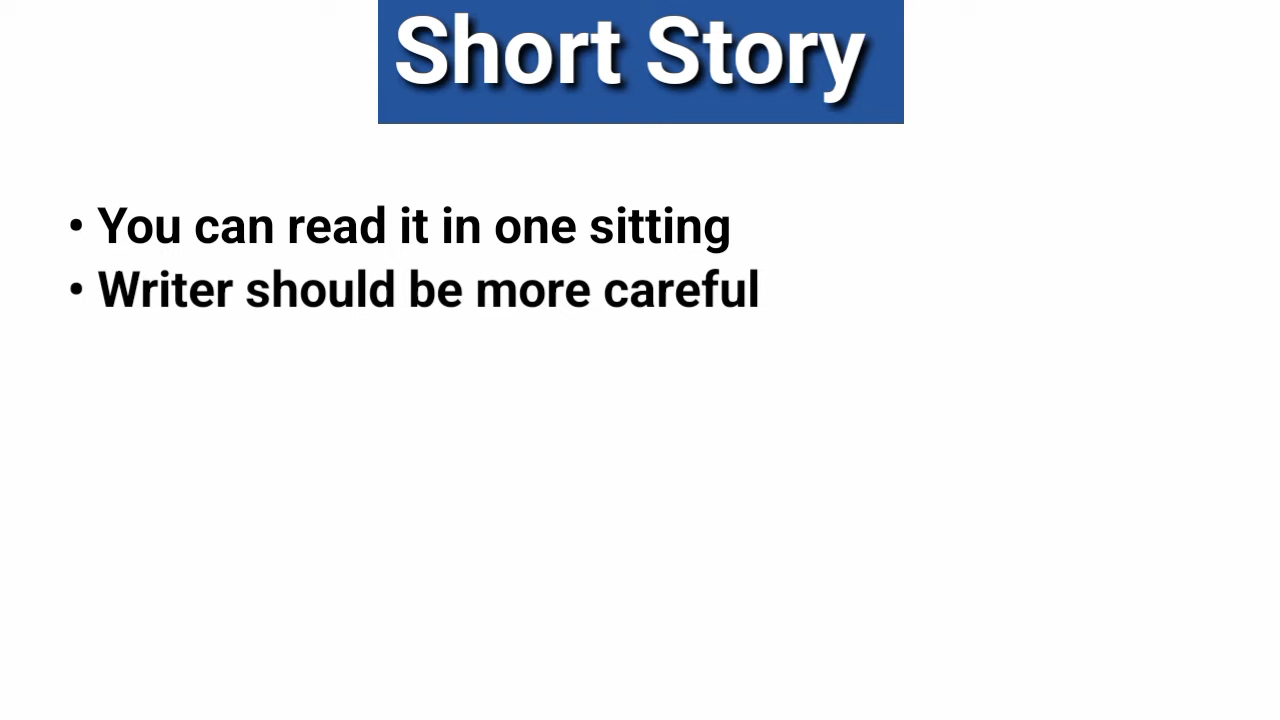 Short Story
• You can read it in one sitting
• Writer should be more careful